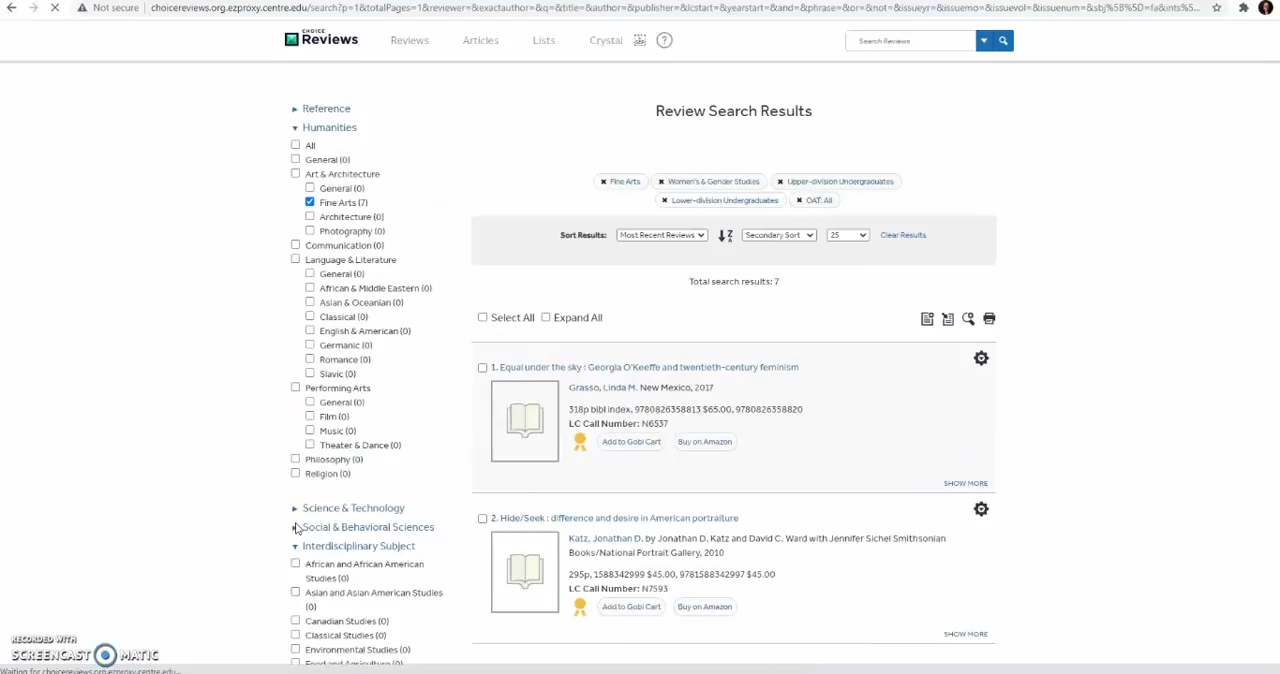 Not secure | choicereviews.org.ezproxy.centre.edu/search?p=1&totalPages=1&reviewer=&exactauthor=&q=&title=&author=&publisher=&lcstart=&yearstart=&and=&phrase=&or=&not=&issueyr=&issuemo=&issuevol=&issuenum=&sbj%5B%5D=fa&ints%5...
CHOICE
Reviews
Reviews
Articles
Lists
Crystal
?
Search Reviews
Reference
Humanities
All
General (0)
Art & Architecture
General (0)
Fine Arts (7)
Architecture (0)
Photography (0)
Communication (0)
Language & Literature
General (0)
African & Middle Eastern (0)
Asian & Oceanian (0)
Classical (0)
English & American (0)
Germanic (0)
Romance (0)
Slavic (0)
Performing Arts
General (0)
Film (0)
Music (0)
Theater & Dance (0)
Philosophy (0)
Religion (0)
Science & Technology
Social & Behavioral Sciences
Interdisciplinary Subject
African and African American
Studies (0)
Asian and Asian American Studies
(0)
Canadian Studies (0)
Classical Studies (0)
Environmental Studies (0)
Food and Agriculture (0)
Review Search Results
✖ Fine Arts ✖ Women's & Gender Studies ✖ Upper-division Undergraduates
✖ Lower-division Undergraduates ✖ OAT: All
Sort Results: Most Recent Reviews Secondary Sort 25 Clear Results
Total search results: 7
Select All Expand All
1. Equal under the sky : Georgia O'Keeffe and twentieth-century feminism
Grasso, Linda M. New Mexico, 2017
318p bibl index, 9780826358813 $65.00, 9780826358820
LC Call Number: N6537
Add to Gobi Cart Buy on Amazon
SHOW MORE
2. Hide/Seek : difference and desire in American portraiture
Katz, Jonathan D. by Jonathan D. Katz and David C. Ward with Jennifer Sichel Smithsonian
Books/National Portrait Gallery, 2010
295p, 1588342999 $45.00, 9781588342997 $45.00
LC Call Number: N7593
Add to Gobi Cart Buy on Amazon
SHOW MORE
RECORDED WITH
SCREENCAST MATIC
Waiting for choicereviews.org.ezproxy.centre.edu...